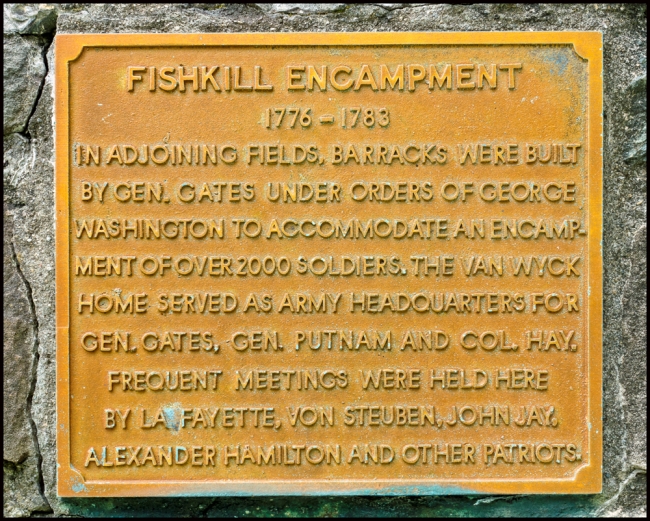 FISHKILL ENCAMPMENT
1776 - 1783
IN ADJOINING FIELDS, BARRACKS WERE BUILT
BY GEN. GATES UNDER ORDERS OF GEORGE
WASHINGTON TO ACCOMMODATE AN ENCAMP-
MENT OF OVER 2000 SOLDIERS. THE VAN WYCK
HOME SERVED AS ARMY HEADQUARTERS FOR
GEN. GATES, GEN. PUTNAM AND COL. HAY.
FREQUENT MEETINGS WERE HELD HERE
BY LA FAYETTE, VON STEUBEN, JOHN JAY,
ALEXANDER HAMILTON AND OTHER PATRIOTS.